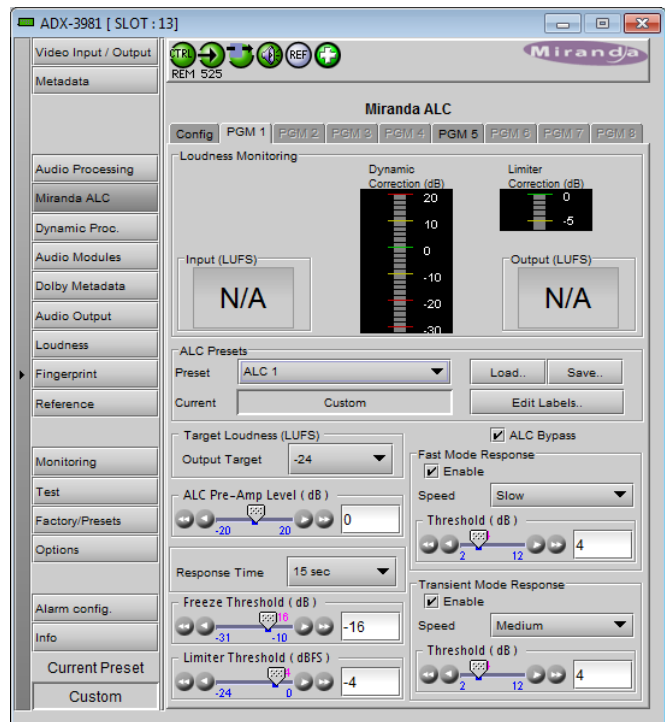 ADX-3981 [ SLOT : 13]
Video Input / Output
Metadata
Audio Processing
Miranda ALC
Dynamic Proc.
Audio Modules
Dolby Metadata
Audio Output
Loudness
Fingerprint
Reference
Monitoring
Test
Factory/Presets
Options
Alarm config.
Info
Current Preset
Custom
CTRL
REF
REM 525
Miranda
Miranda ALC
Config PGM 1 PGM 2 PGM 3 PGM 4 PGM 5 PGM 6 PGM 7 PGM 8
Loudness Monitoring
Dynamic
Correction (dB)
20
10
0
-10
-20
-30
Limiter
Correction (dB)
0
-5
Input (LUFS)
N/A
Output (LUFS)
N/A
ALC Presets
Preset ALC 1 Load.. Save..
Current Custom Edit Labels..
Target Loudness (LUFS)
Output Target -24
ALC Pre-Amp Level ( dB )
-20 20 0
Response Time 15 sec
Freeze Threshold ( dB )
16
-31 -10 -16
Limiter Threshold ( dBFS )
4
-24 0 -4
ALC Bypass
Fast Mode Response
Enable
Speed Slow
Threshold ( dB )
2 12 4
Transient Mode Response
Enable
Speed Medium
Threshold ( dB )
2 12 4